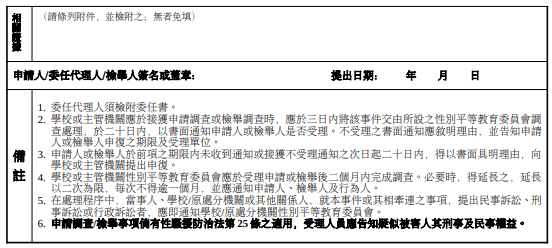 相關證據
(請條列附件，並檢附之；無者免填)
申請人/委任代理人/檢舉人簽名或蓋章： 提出日期： 年 月 日
備註
1. 委任代理人須檢附委任書。
2. 學校或主管機關應於接獲申請調查或檢舉調查時，應於三日內將該事件交由所設之性別平等教育委員會調
查處理，於二十日內，以書面通知申請人或檢舉人是否受理。不受理之書面通知應敘明理由，並告知申請
人或檢舉人申復之期限及受理單位。
3. 申請人或檢舉人於前項之期限內未收到通知或接獲不受理通知之次日起二十日內，得以書面具明理由，向
學校或主管機關提出申復。
4. 學校或主管機關性別平等教育委員會應於受理申請或檢舉後二個月內完成調查。必要時，得延長之，延長
以二次為限，每次不得逾一個月，並應通知申請人、檢舉人及行為人。
5. 在處理程序中，當事人、學校/原處分機關或其他關係人，就本事件或其相牽連之事項，提出民事訴訟、刑
事訴訟或行政訴訟者，應即通知學校/原處分機關性別平等教育委員會。
6. 申請調查/檢舉事項倘有性騷擾防治法第 25 條之適用，受理人員應告知疑似被害人其刑事及民事權益。